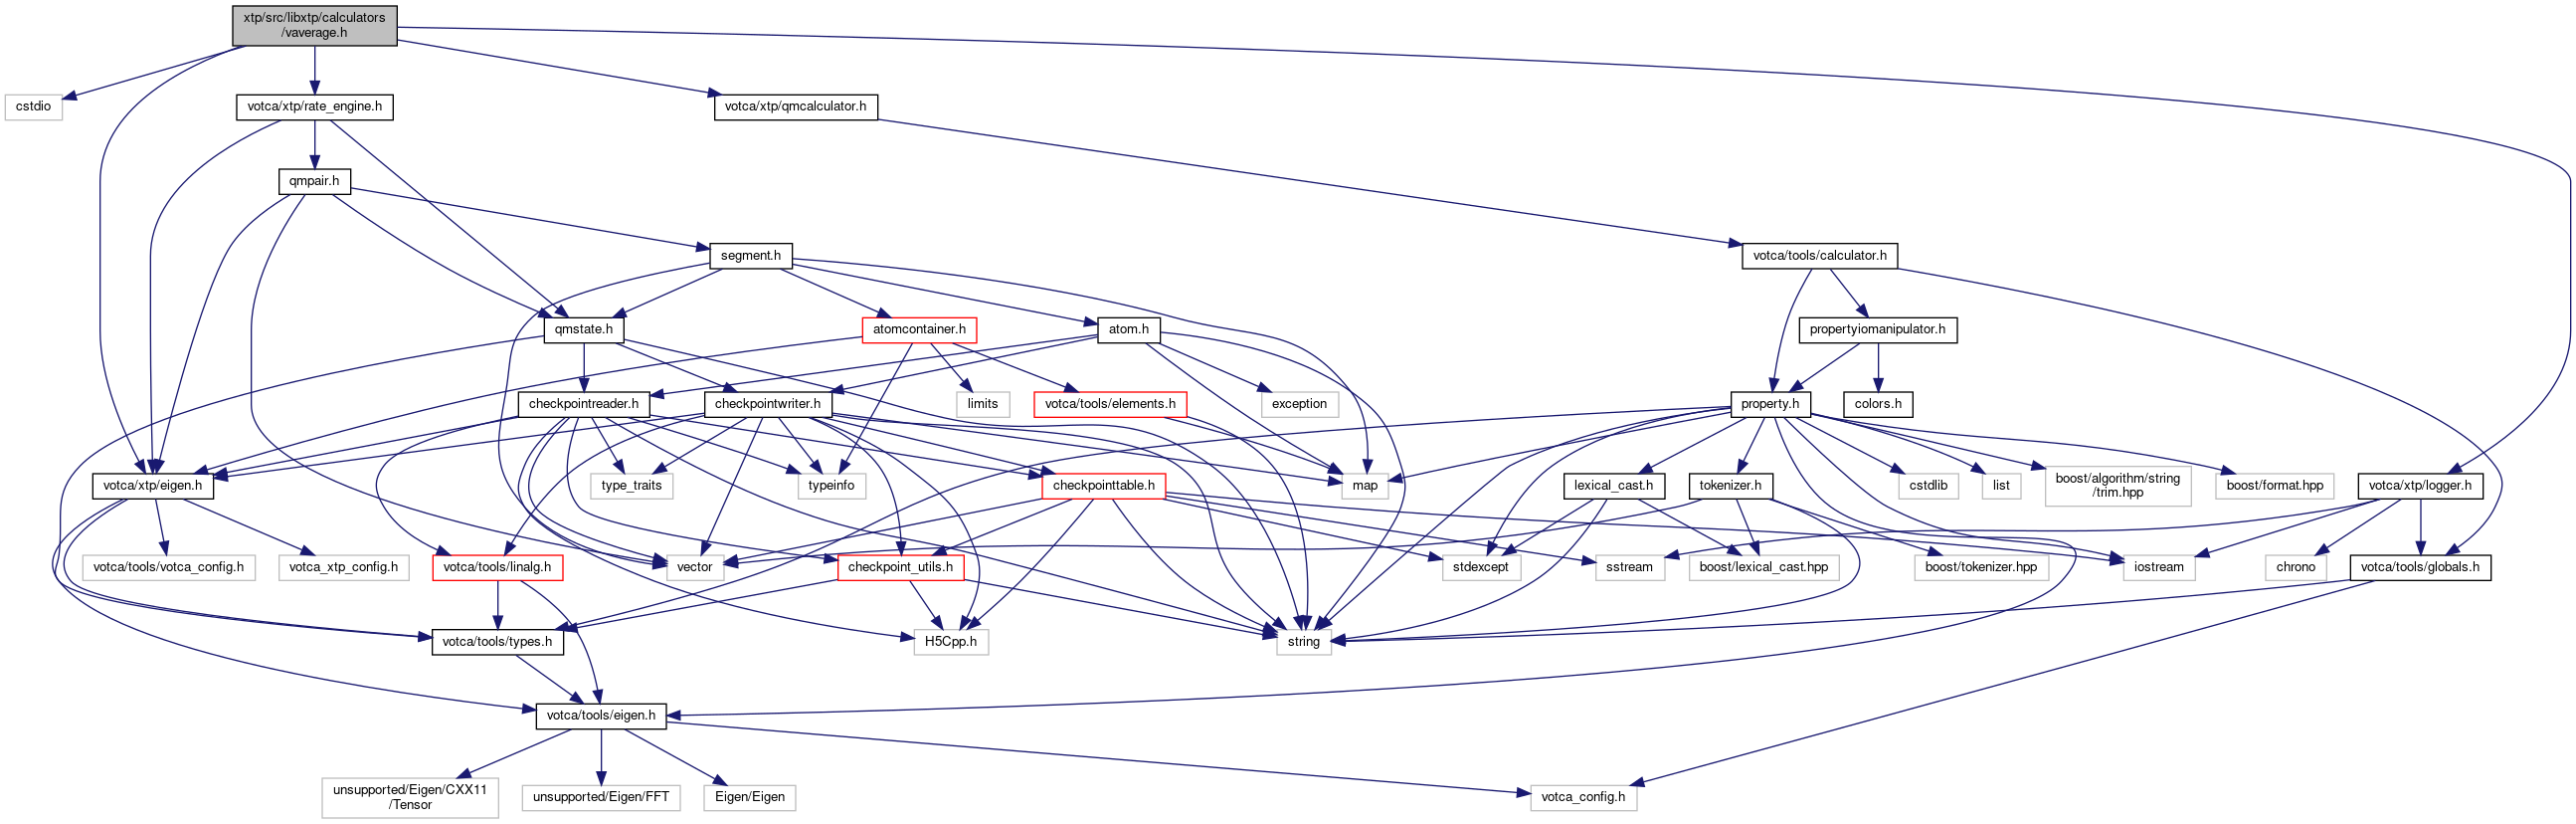 xtp/src/libxtp/calculators
/vaverage.h
cstdio
votca/xtp/rate_engine.h
votca/xtp/qmcalculator.h
qmpair.h
segment.h
votca/tools/calculator.h
qmstate.h
atomcontainer.h
atom.h
propertyiomanipulator.h
checkpointreader.h
checkpointwriter.h
limits
votca/tools/elements.h
exception
property.h
colors.h
votca/xtp/eigen.h
type_traits
typeinfo
checkpointtable.h
map
lexical_cast.h
tokenizer.h
cstdlib
list
boost/algorithm/string
/trim.hpp
boost/format.hpp
votca/xtp/logger.h
votca/tools/votca_config.h
votca_xtp_config.h
votca/tools/linalg.h
vector
checkpoint_utils.h
stdexcept
sstream
boost/lexical_cast.hpp
boost/tokenizer.hpp
iostream
chrono
votca/tools/globals.h
votca/tools/types.h
H5Cpp.h
string
votca/tools/eigen.h
unsupported/Eigen/CXX11
/Tensor
unsupported/Eigen/FFT
Eigen/Eigen
votca_config.h